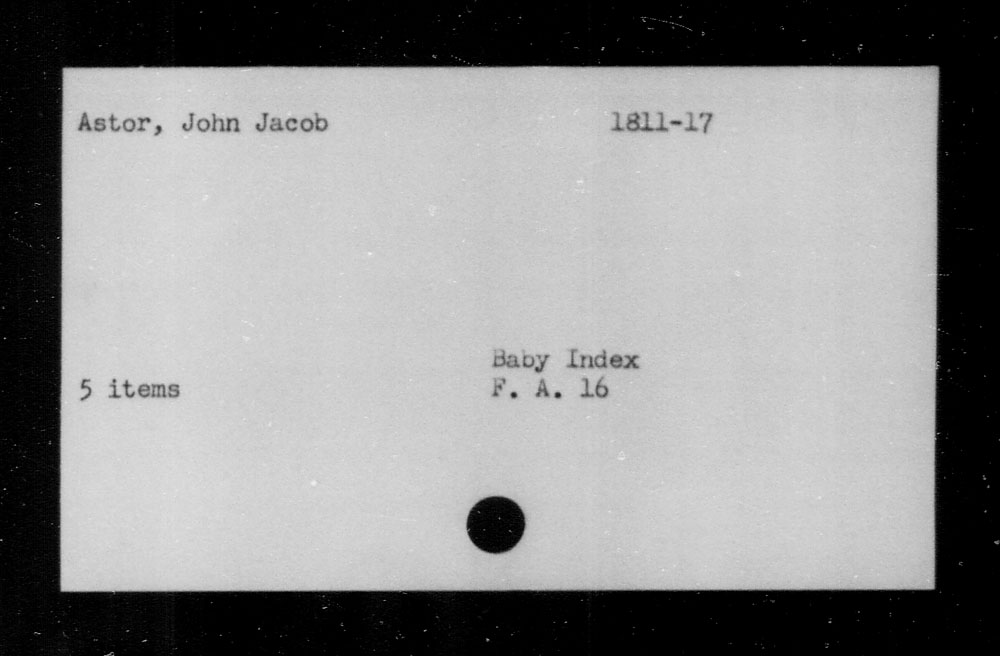 Astor, John Jacob 1811-17
Baby Index
5 items F. A. 16